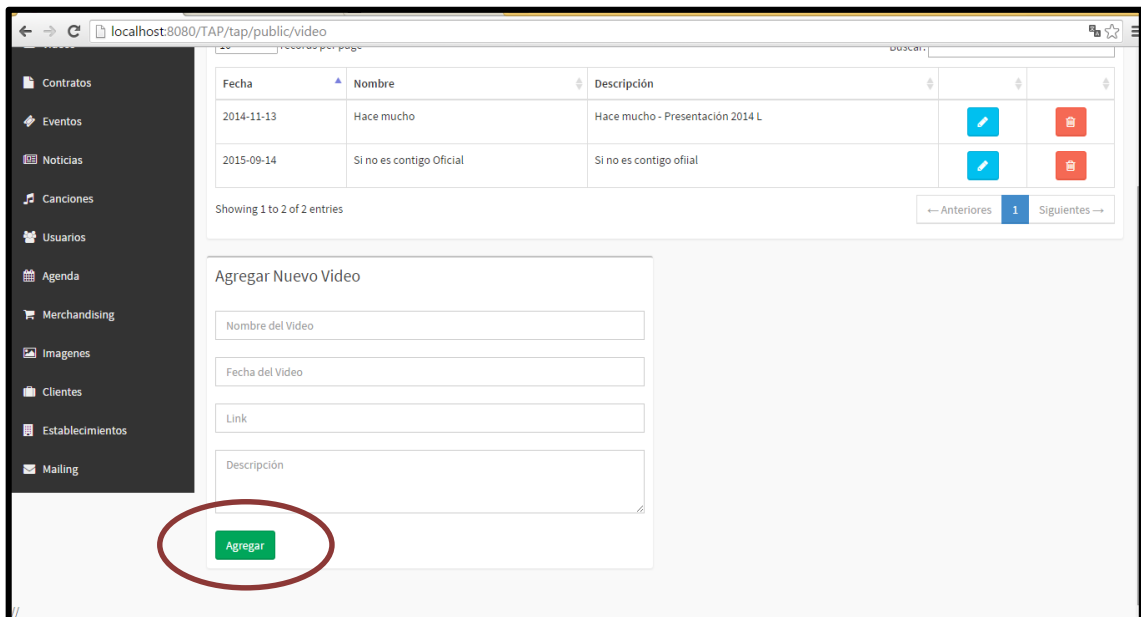 localhost:8080/TAP/tap/public/video
Videos
10 records per page
Buscar:
Contratos
Eventos
Noticias
Canciones
Usuarios
Agenda
Merchandising
Imagenes
Clientes
Establecimientos
Mailing
Fecha Nombre Descripción
2014-11-13 Hace mucho Hace mucho - Presentación 2014 L
2015-09-14 Si no es contigo Oficial Si no es contigo ofiial
Showing 1 to 2 of 2 entries
← Anteriores 1 Siguientes →
Agregar Nuevo Video
Nombre del Video
Fecha del Video
Link
Descripción
Agregar
//